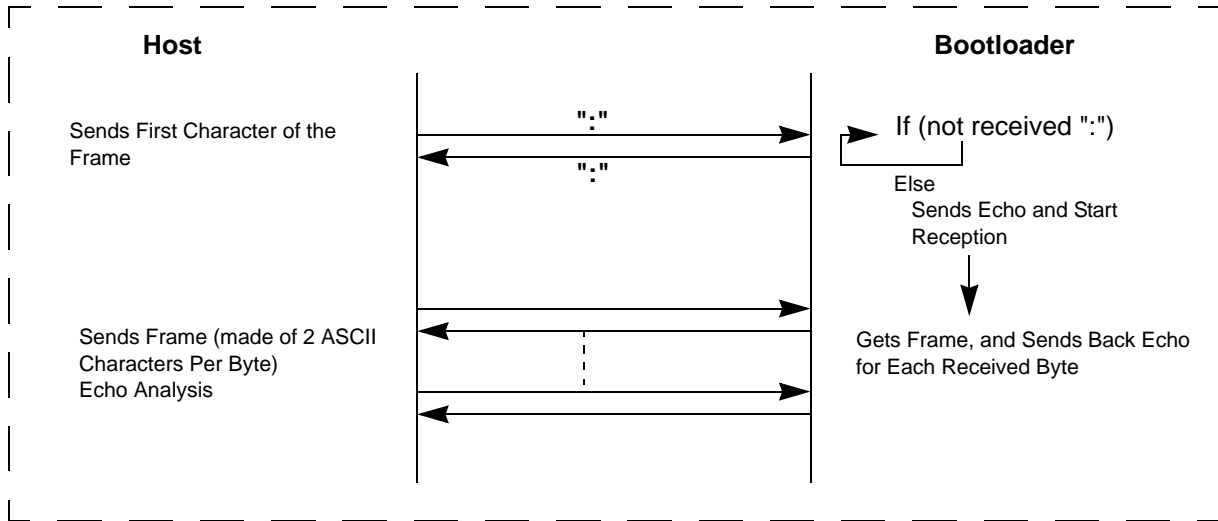 Host
Bootloader
Sends First Character of the
Frame
":"
":"
If (not received ":")
Else
Sends Echo and Start
Reception
Sends Frame (made of 2 ASCII
Characters Per Byte)
Echo Analysis
Gets Frame, and Sends Back Echo
for Each Received Byte